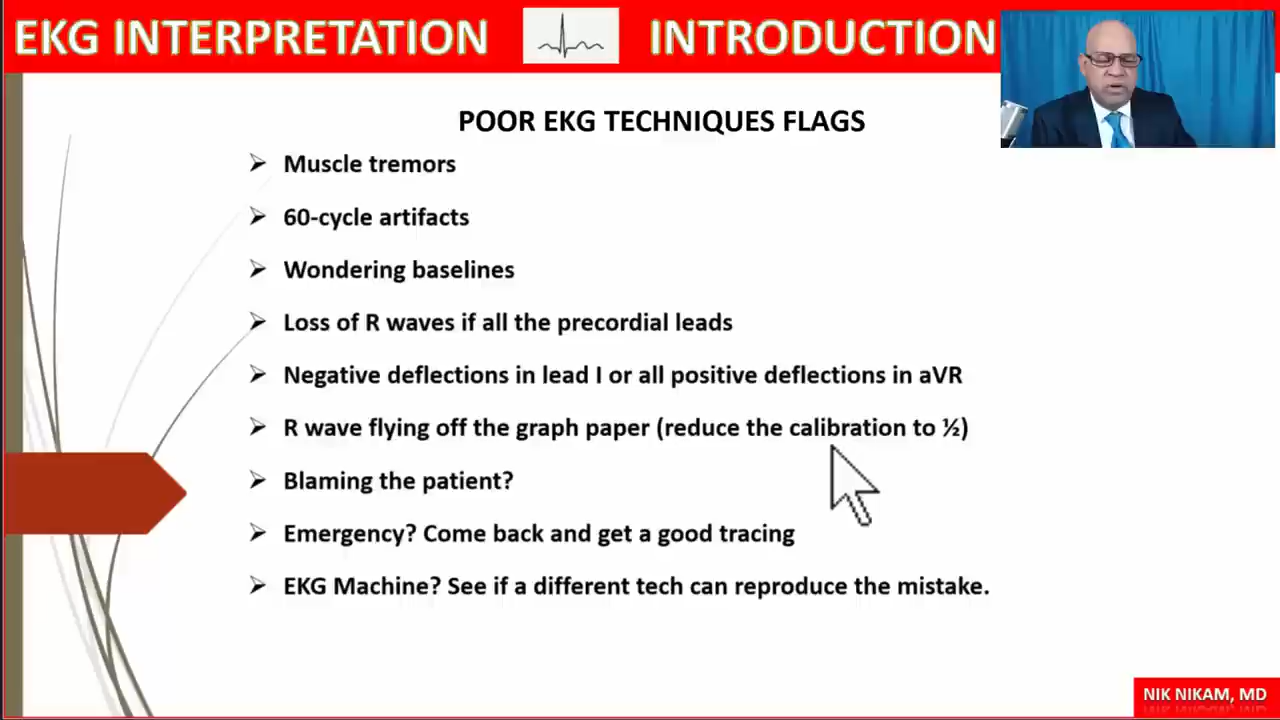 EKG INTERPRETATION INTRODUCTION
POOR EKG TECHNIQUES FLAGS
Muscle tremors
60-cycle artifacts
Wondering baselines
Loss of R waves if all the precordial leads
Negative deflections in lead I or all positive deflections in aVR
R wave flying off the graph paper (reduce the calibration to ½)
Blaming the patient?
Emergency? Come back and get a good tracing
EKG Machine? See if a different tech can reproduce the mistake.
NIK NIKAM, MD